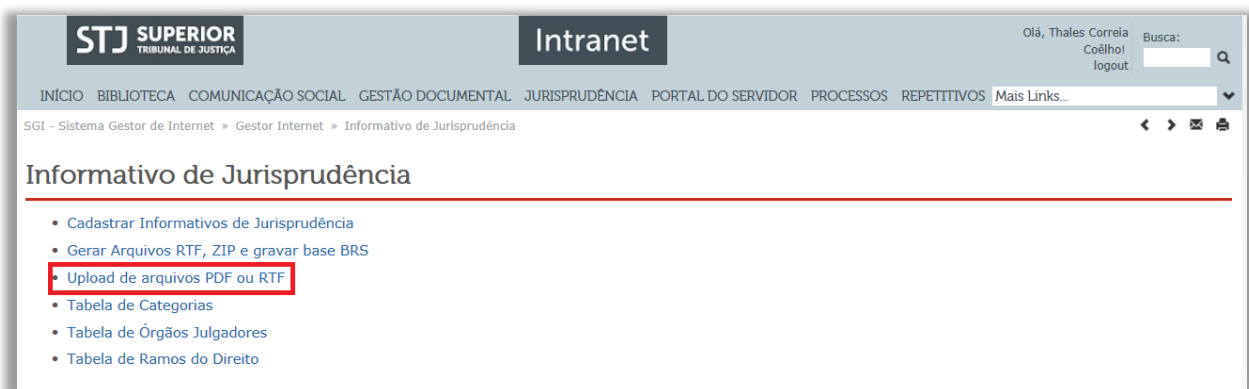 STJ SUPERIOR
TRIBUNAL DE JUSTIÇA
Intranet
Olá, Thales Correia
Coêlho!
logout
Busca:
INÍCIO BIBLIOTECA COMUNICAÇÃO SOCIAL GESTÃO DOCUMENTAL JURISPRUDÊNCIA PORTAL DO SERVIDOR PROCESSOS REPETITIVOS Mais Links...
SGI - Sistema Gestor de Internet » Gestor Internet » Informativo de Jurisprudência
Informativo de Jurisprudência
• Cadastrar Informativos de Jurisprudência
• Gerar Arquivos RTF, ZIP e gravar base BRS
• Upload de arquivos PDF ou RTF
• Tabela de Categorias
• Tabela de Órgãos Julgadores
• Tabela de Ramos do Direito